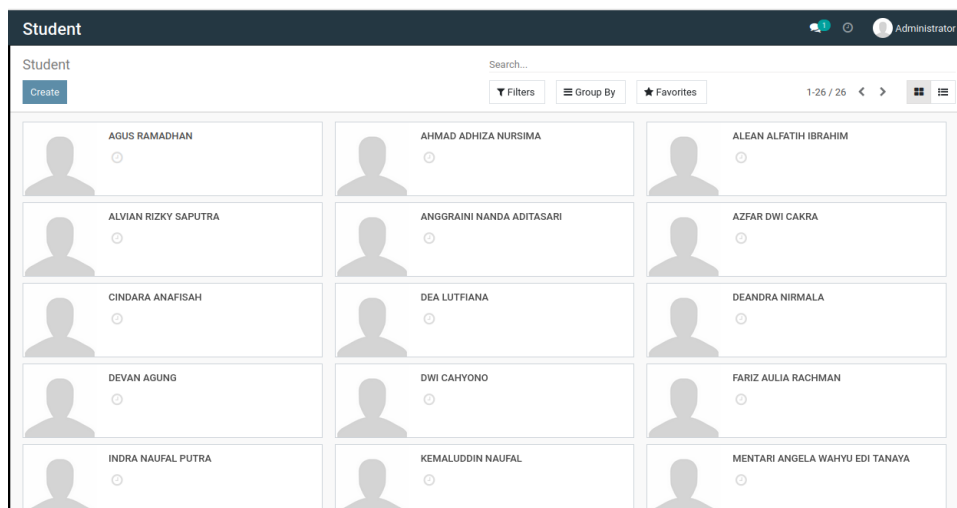 Student
1 Administrator
Student
Search...
Create
Filters Group By Favorites 1-26 / 26
AGUS RAMADHAN AHMAD ADHIZA NURSIMA ALEAN ALFATIH IBRAHIM
ALVIAN RIZKY SAPUTRA ANGGRAINI NANDA ADITASARI AZFAR DWI CAKRA
CINDARA ANAFISAH DEA LUTFIANA DEANDRA NIRMALA
DEVAN AGUNG DWI CAHYONO FARIZ AULIA RACHMAN
INDRA NAUFAL PUTRA KEMALUDDIN NAUFAL MENTARI ANGELA WAHYU EDI TANAYA